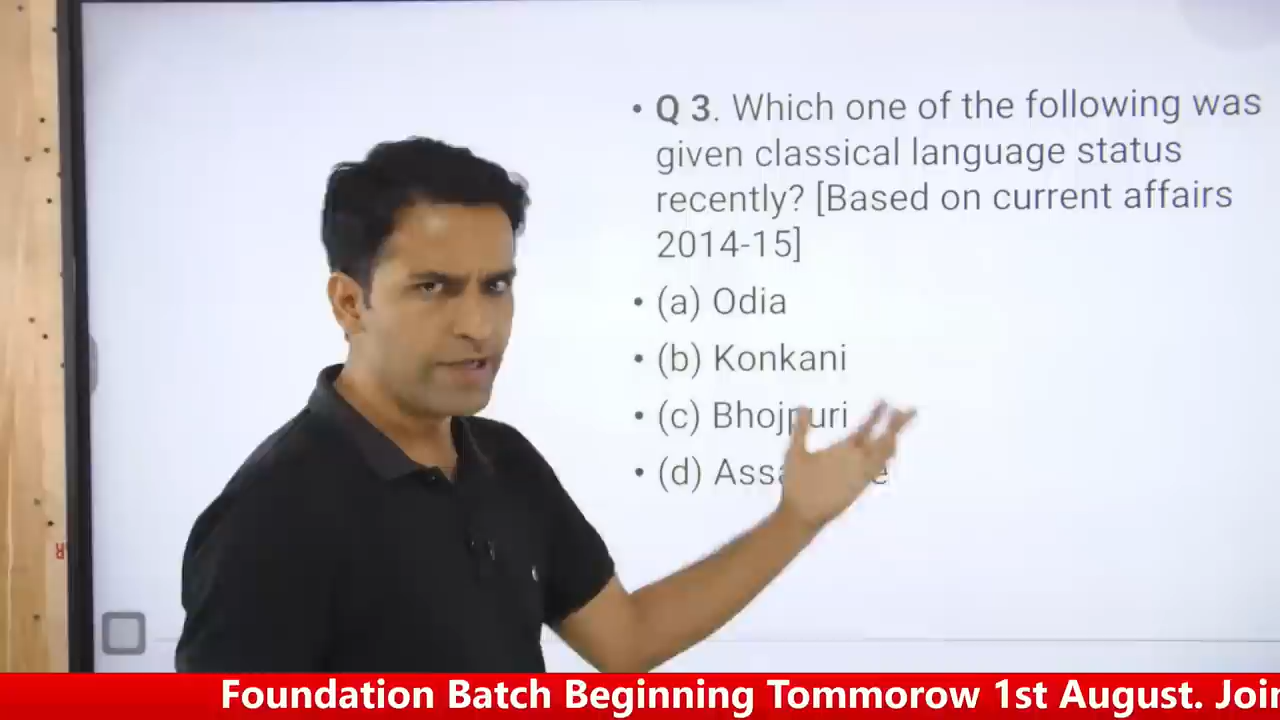 • Q 3. Which one of the following was
given classical language status
recently? [Based on current affairs
2014-15]
• (a) Odia
• (b) Konkani
• (c) Bhojpuri
• (d)
Foundation Batch Beginning Tommorow 1st August. Join